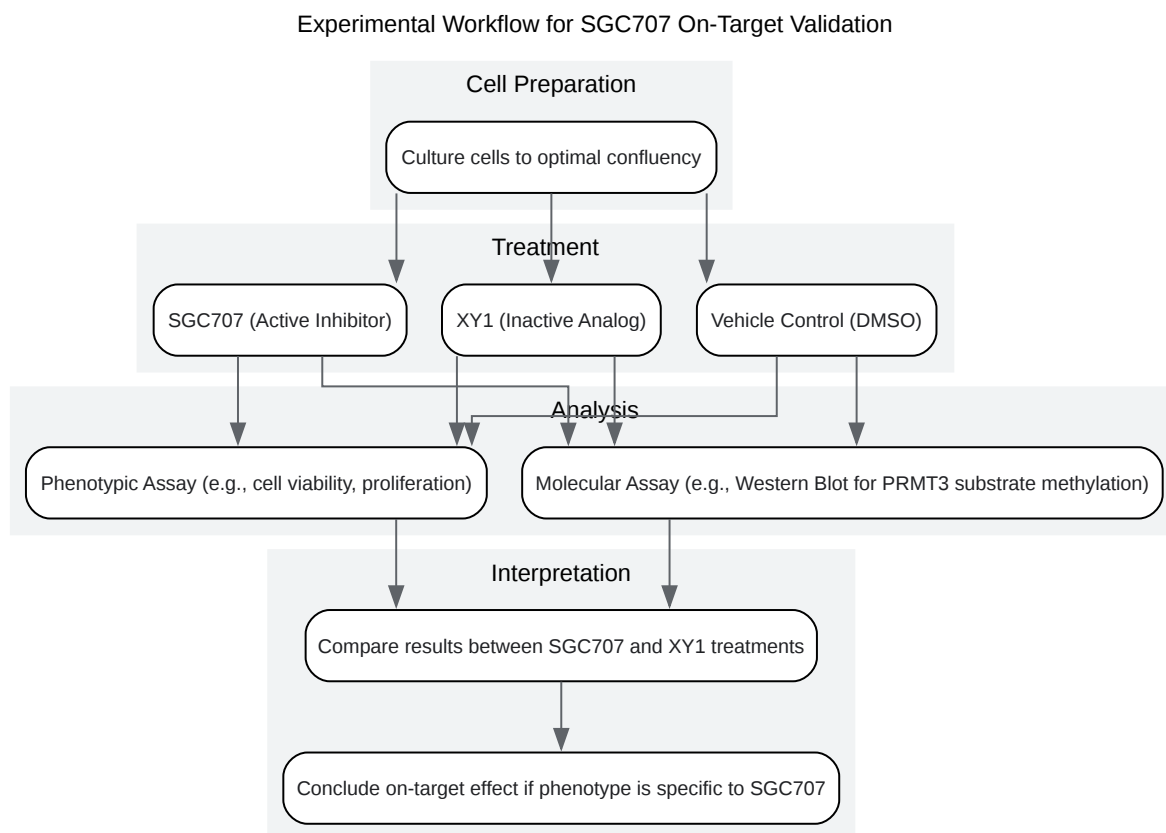 Experimental Workflow for SGC707 On-Target Validation
Cell Preparation
Culture cells to optimal confluency
Treatment
SGC707 (Active Inhibitor)
XY1 (Inactive Analog)
Vehicle Control (DMSO)
Analysis
Phenotypic Assay (e.g., cell viability, proliferation)
Molecular Assay (e.g., Western Blot for PRMT3 substrate methylation)
Interpretation
Compare results between SGC707 and XY1 treatments
Conclude on-target effect if phenotype is specific to SGC707